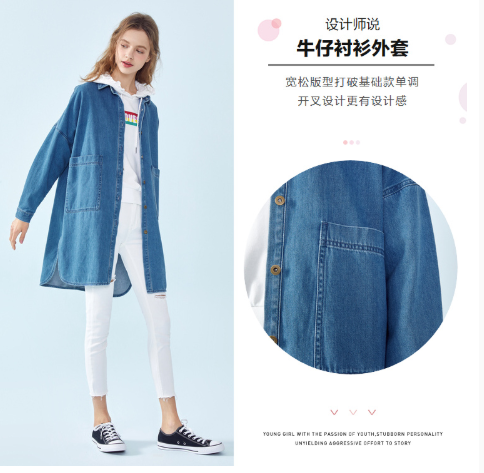 设计师说
牛仔衬衫外套
宽松版型打破基础款单调
开叉设计更有设计感
YOUNG GIRL WITH THE PASSION OF YOUTH,STUBBORN PERSONALITY
UNYIELDING AGGRESSIVE EFFORT TO STORY